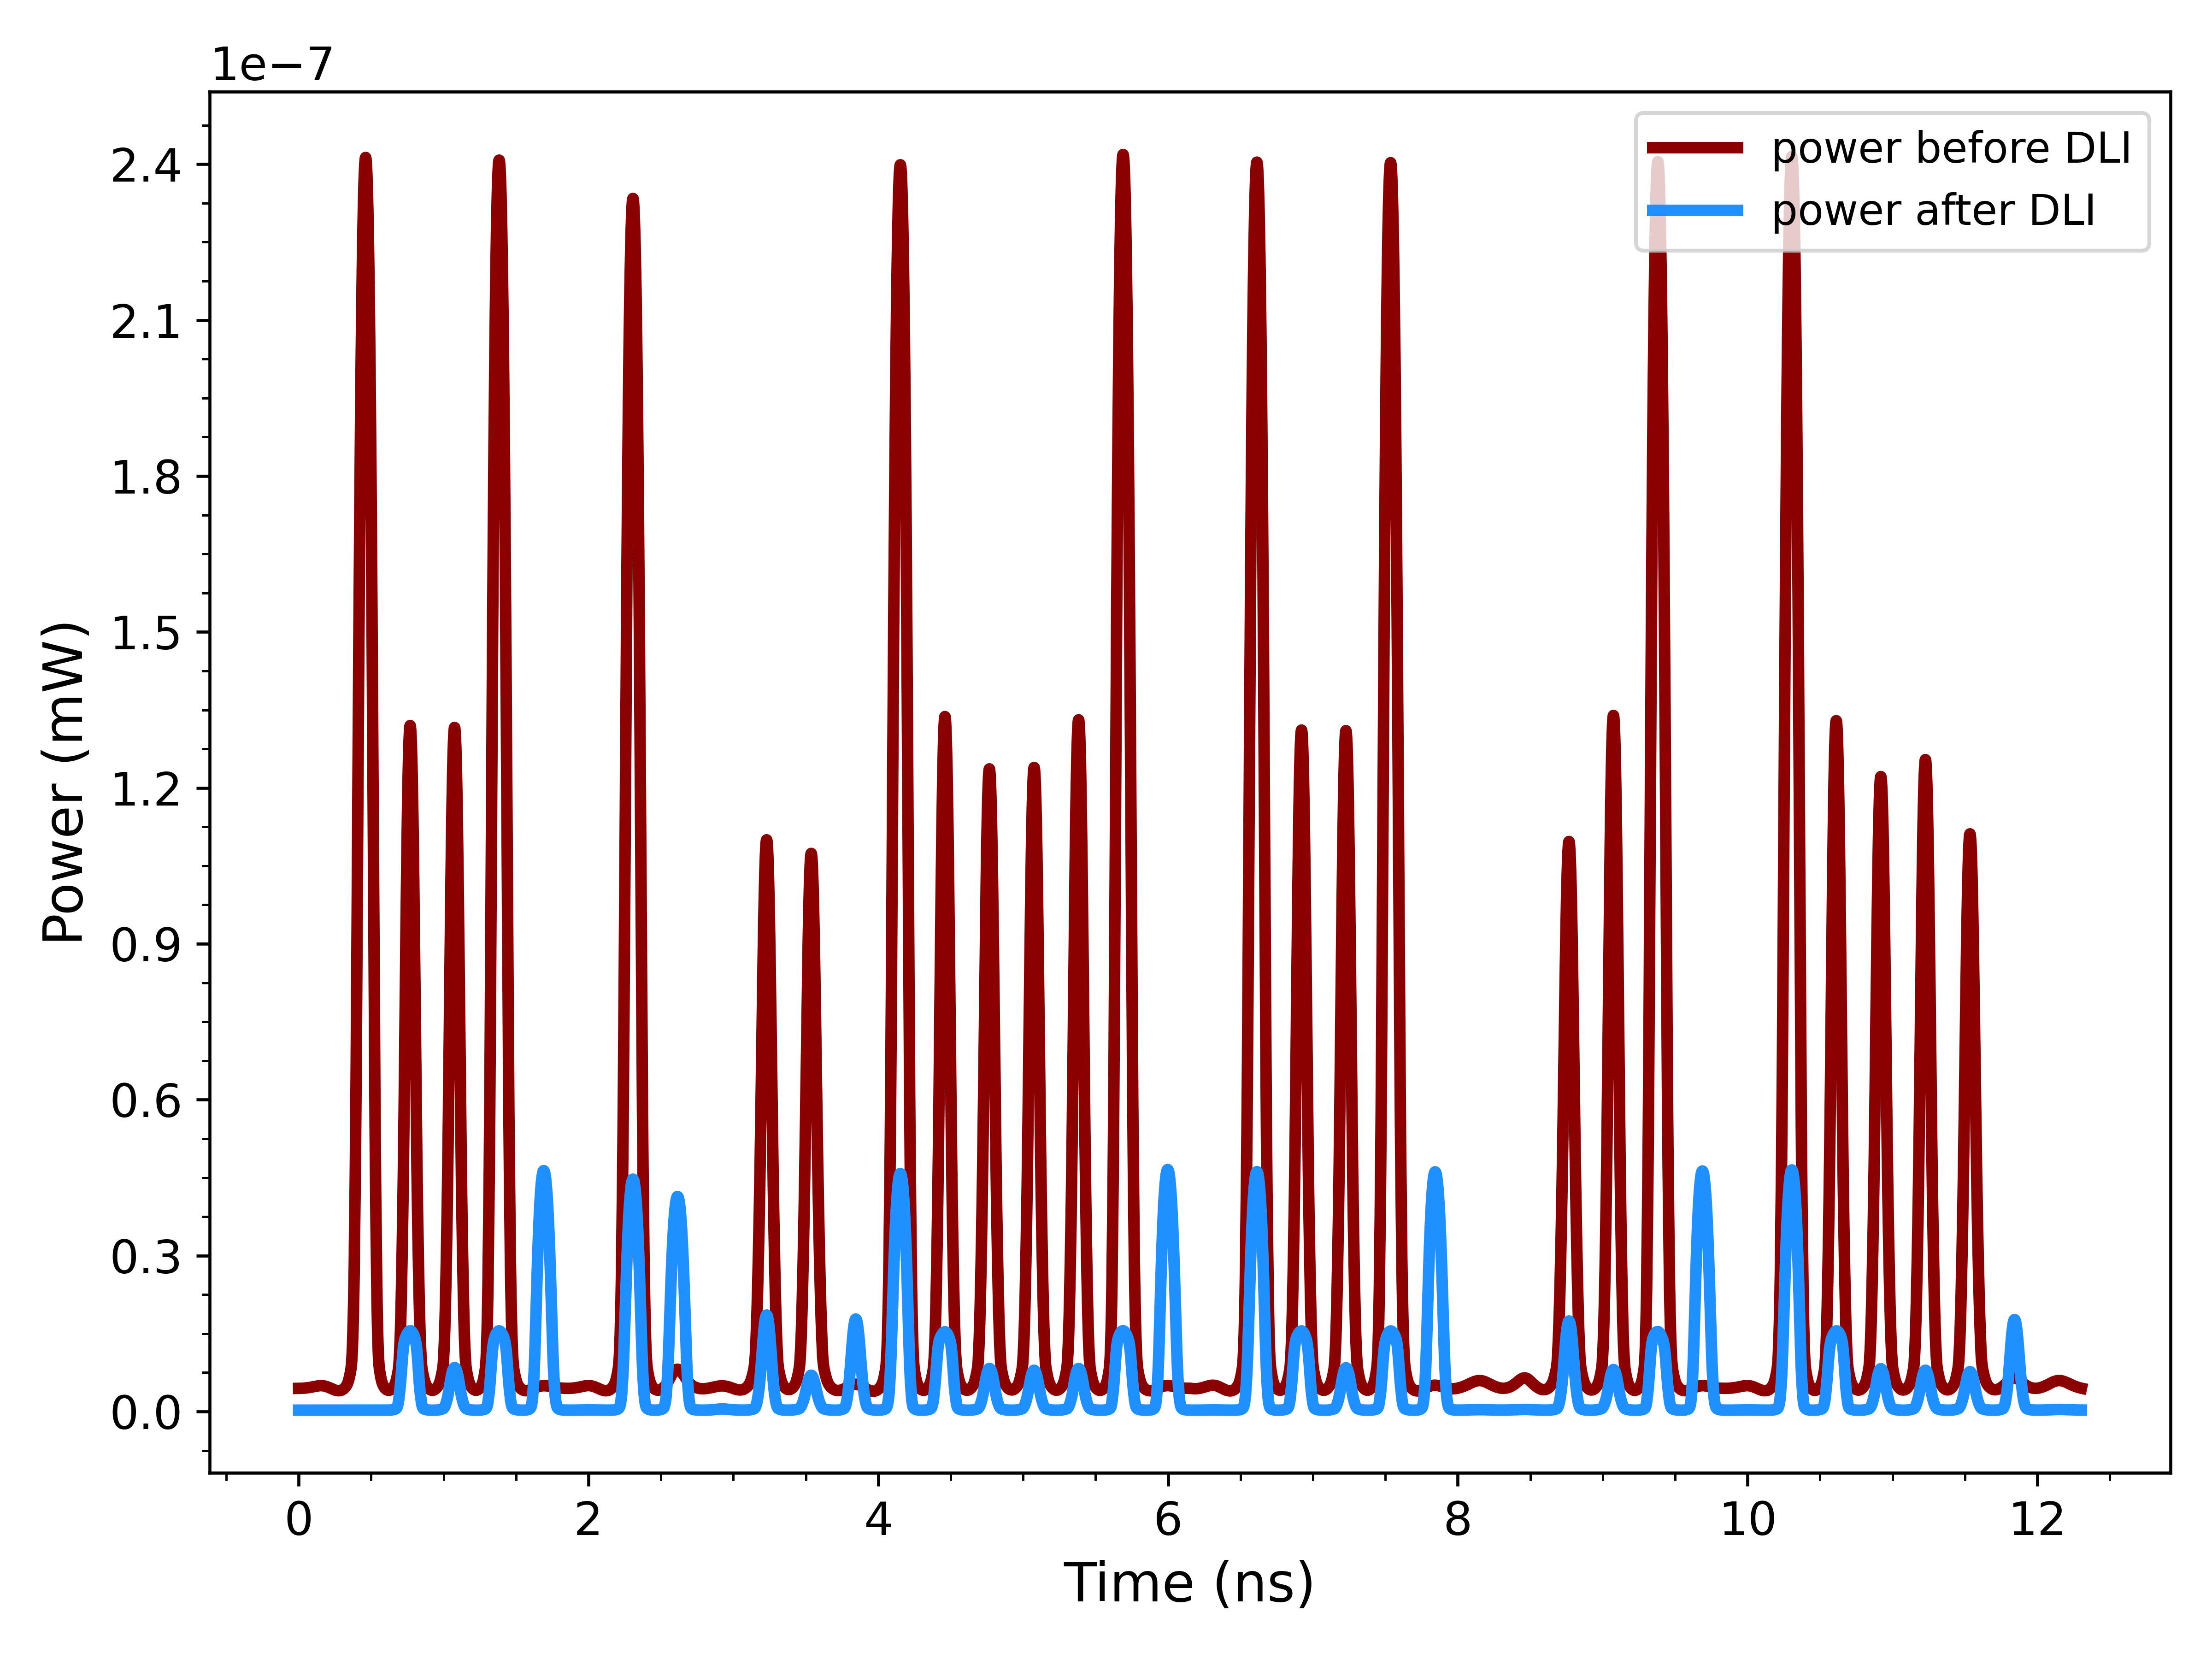 1e−7
power before DLI
power after DLI
2.4
2.1
1.8
1.5
1.2
0.9
0.6
0.3
0.0
Power (mW)
0 2 4 6 8 10 12
Time (ns)